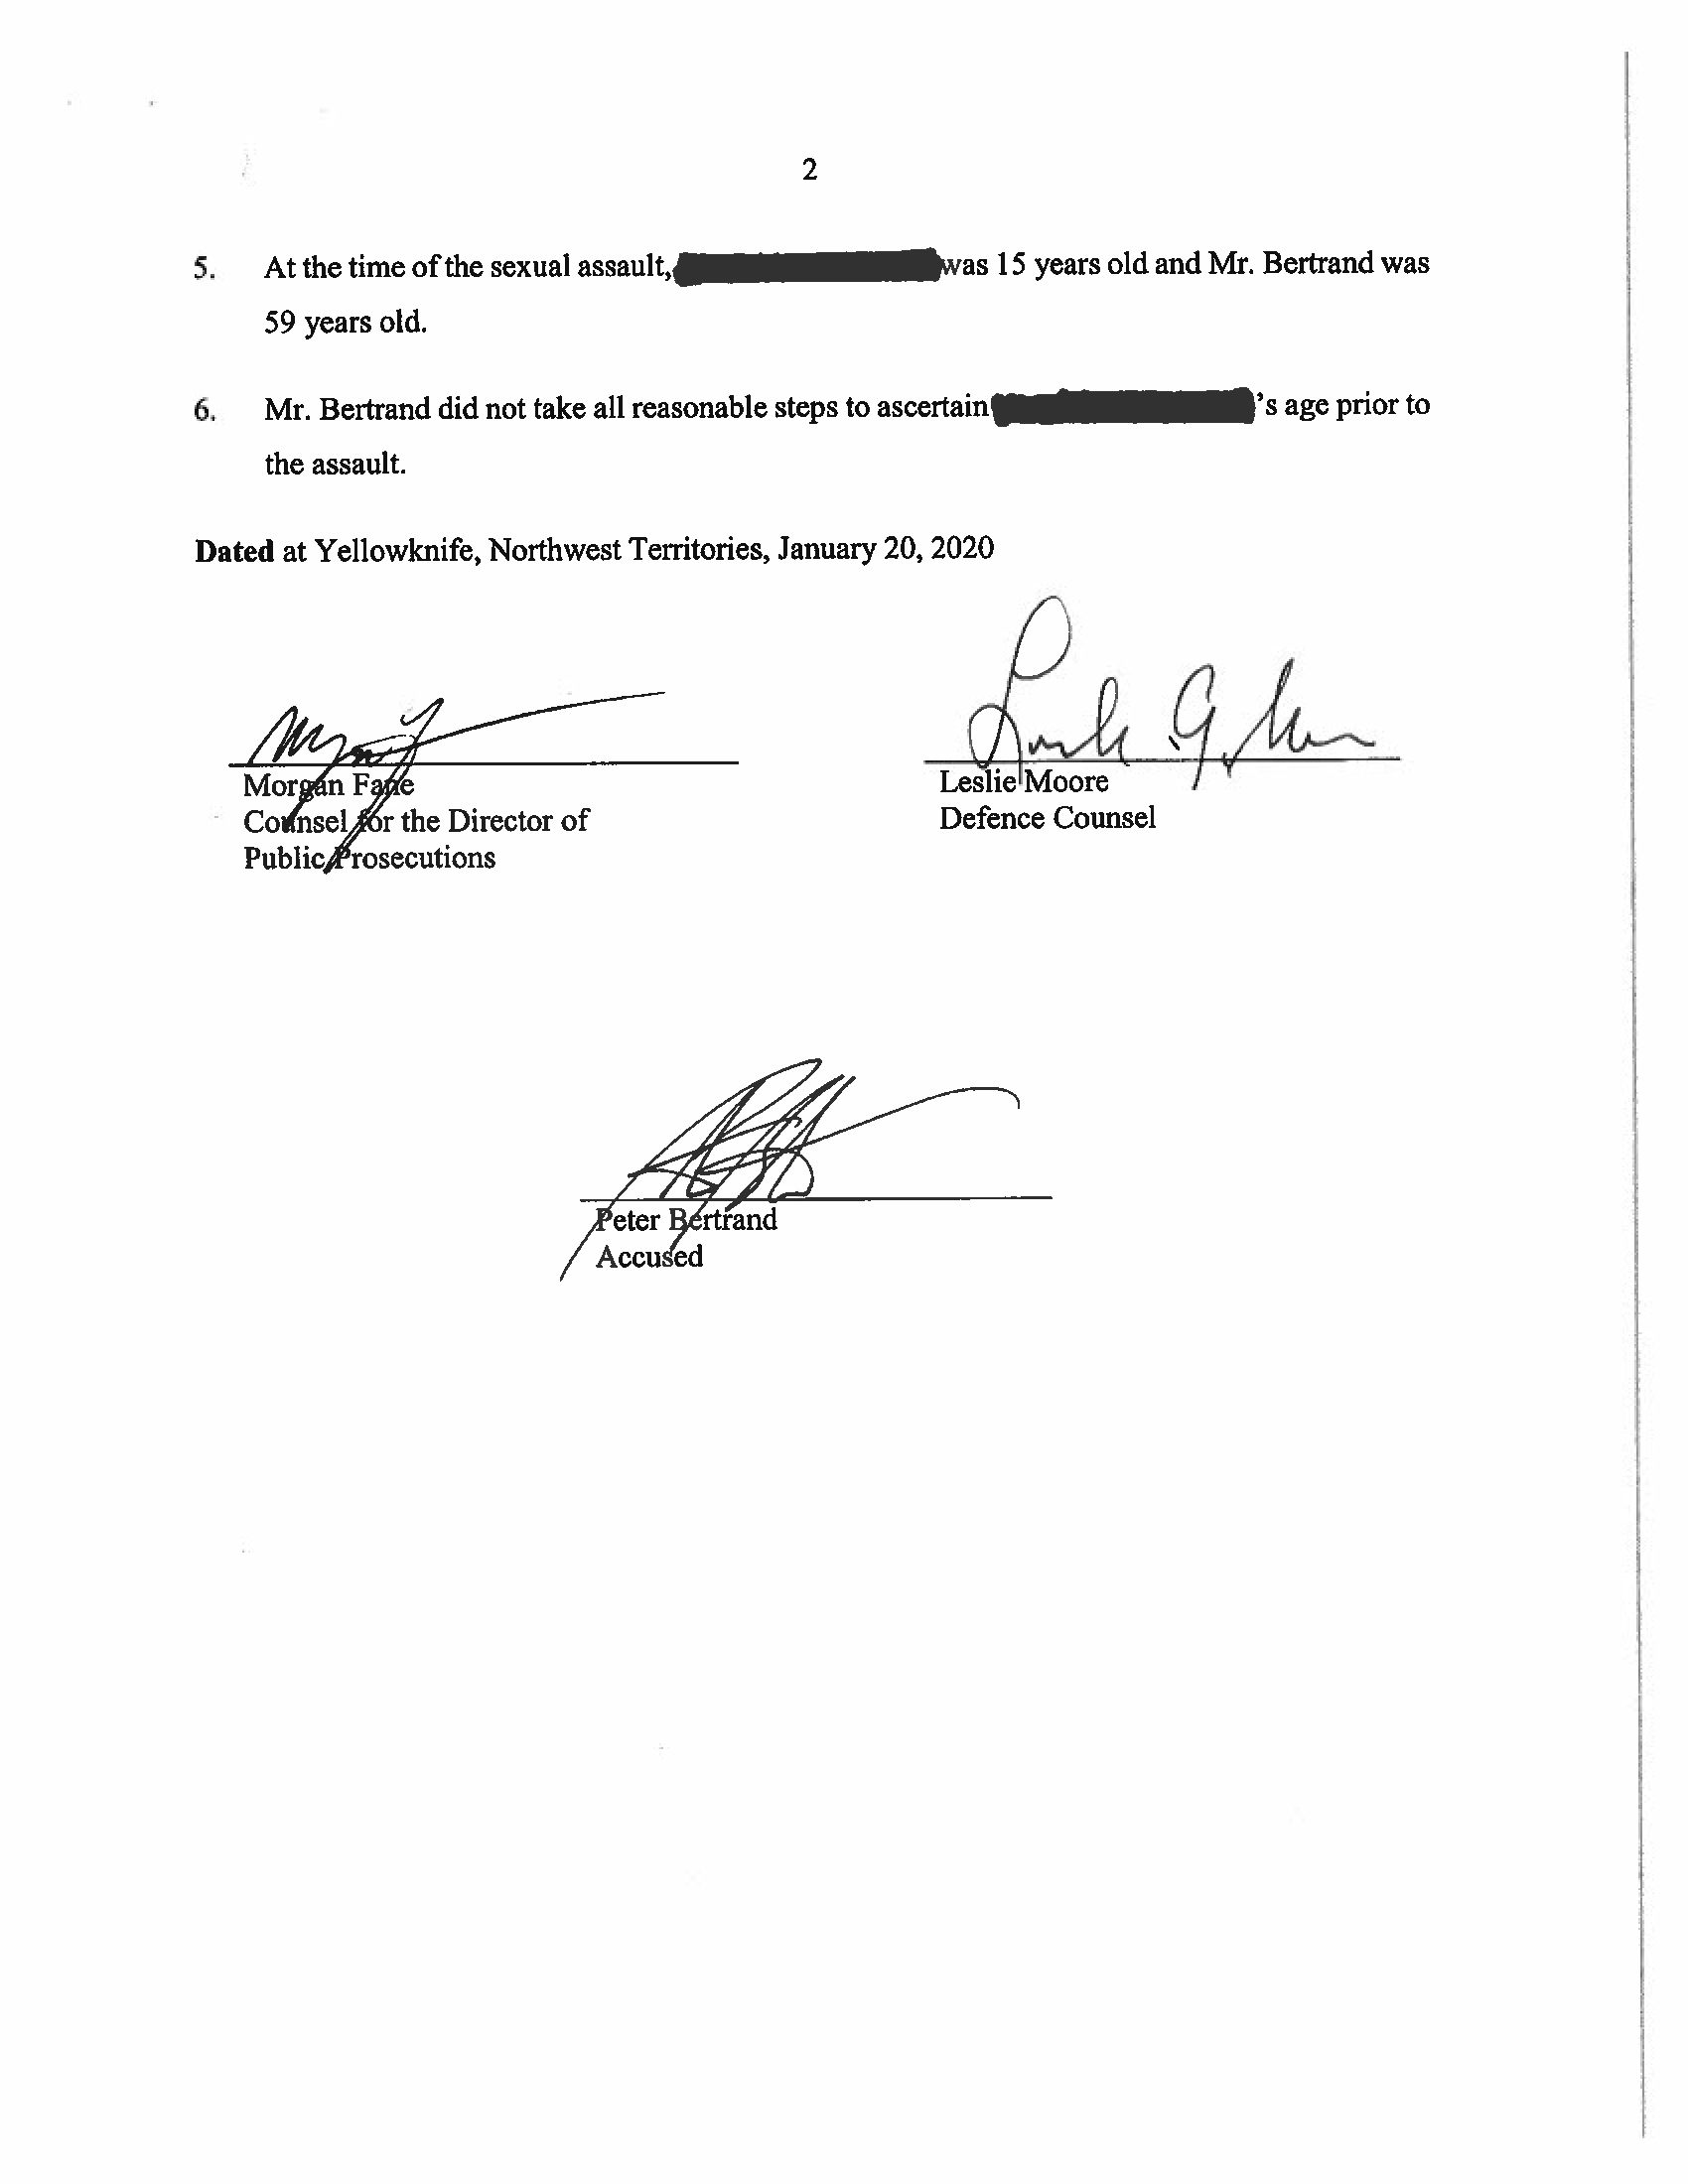 2
5. At the time of the sexual assault, was 15 years old and Mr. Bertrand was
59 years old.
6. Mr. Bertrand did not take all reasonable steps to ascertain 's age prior to
the assault.
Dated at Yellowknife, Northwest Territories, January 20, 2020
Morgan Fane
Counsel for the Director of
Public Prosecutions
Leslie Moore
Defence Counsel
Peter Bertrand
Accused